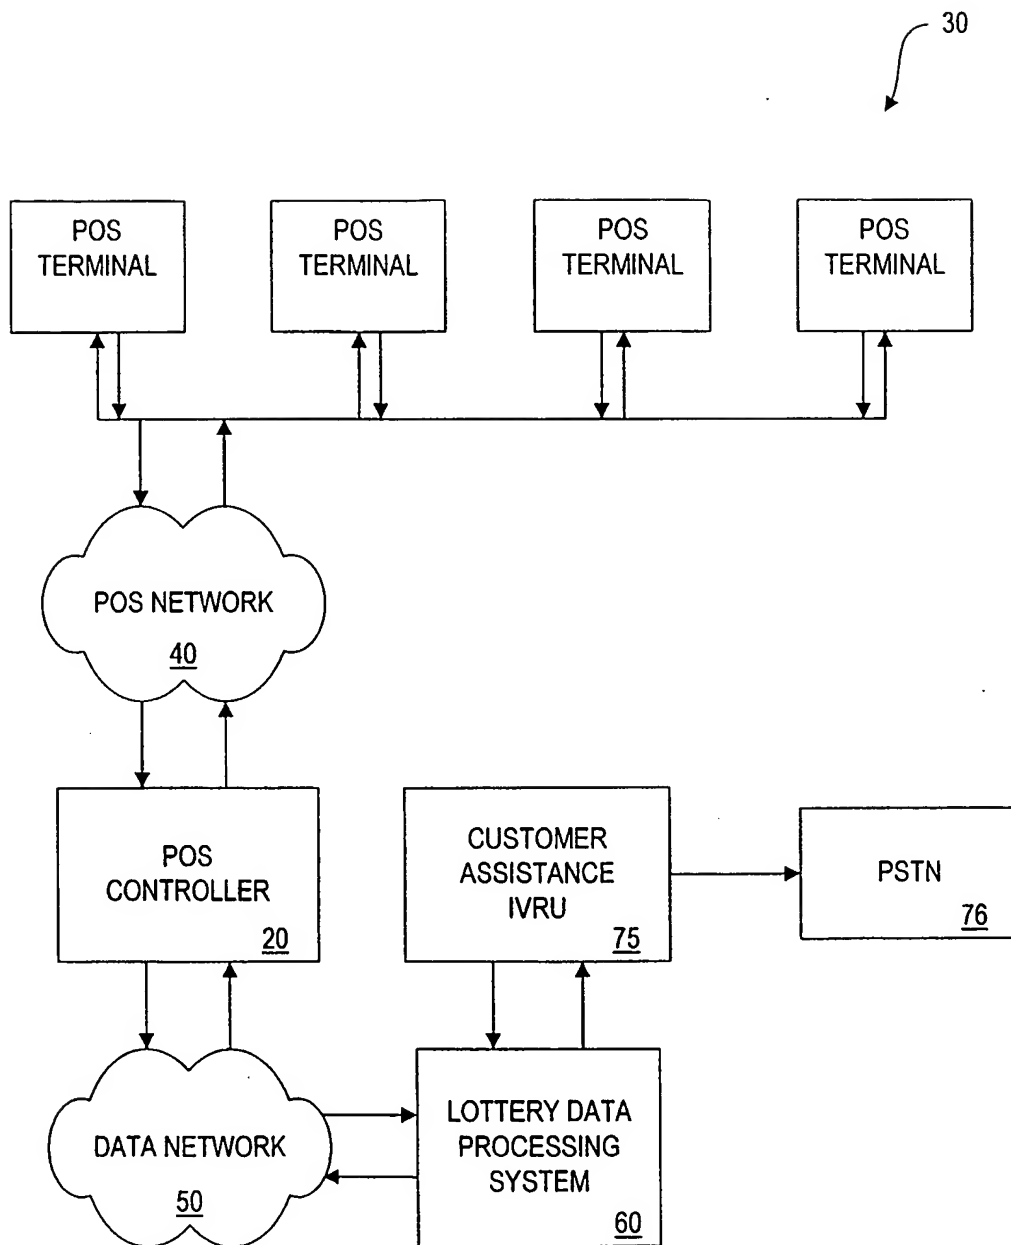 30
POS
TERMINAL
POS
TERMINAL
POS
TERMINAL
POS
TERMINAL
POS NETWORK
40
POS
CONTROLLER
20
CUSTOMER
ASSISTANCE
IVRU
75
PSTN
76
DATA NETWORK
50
LOTTERY DATA
PROCESSING
SYSTEM
60